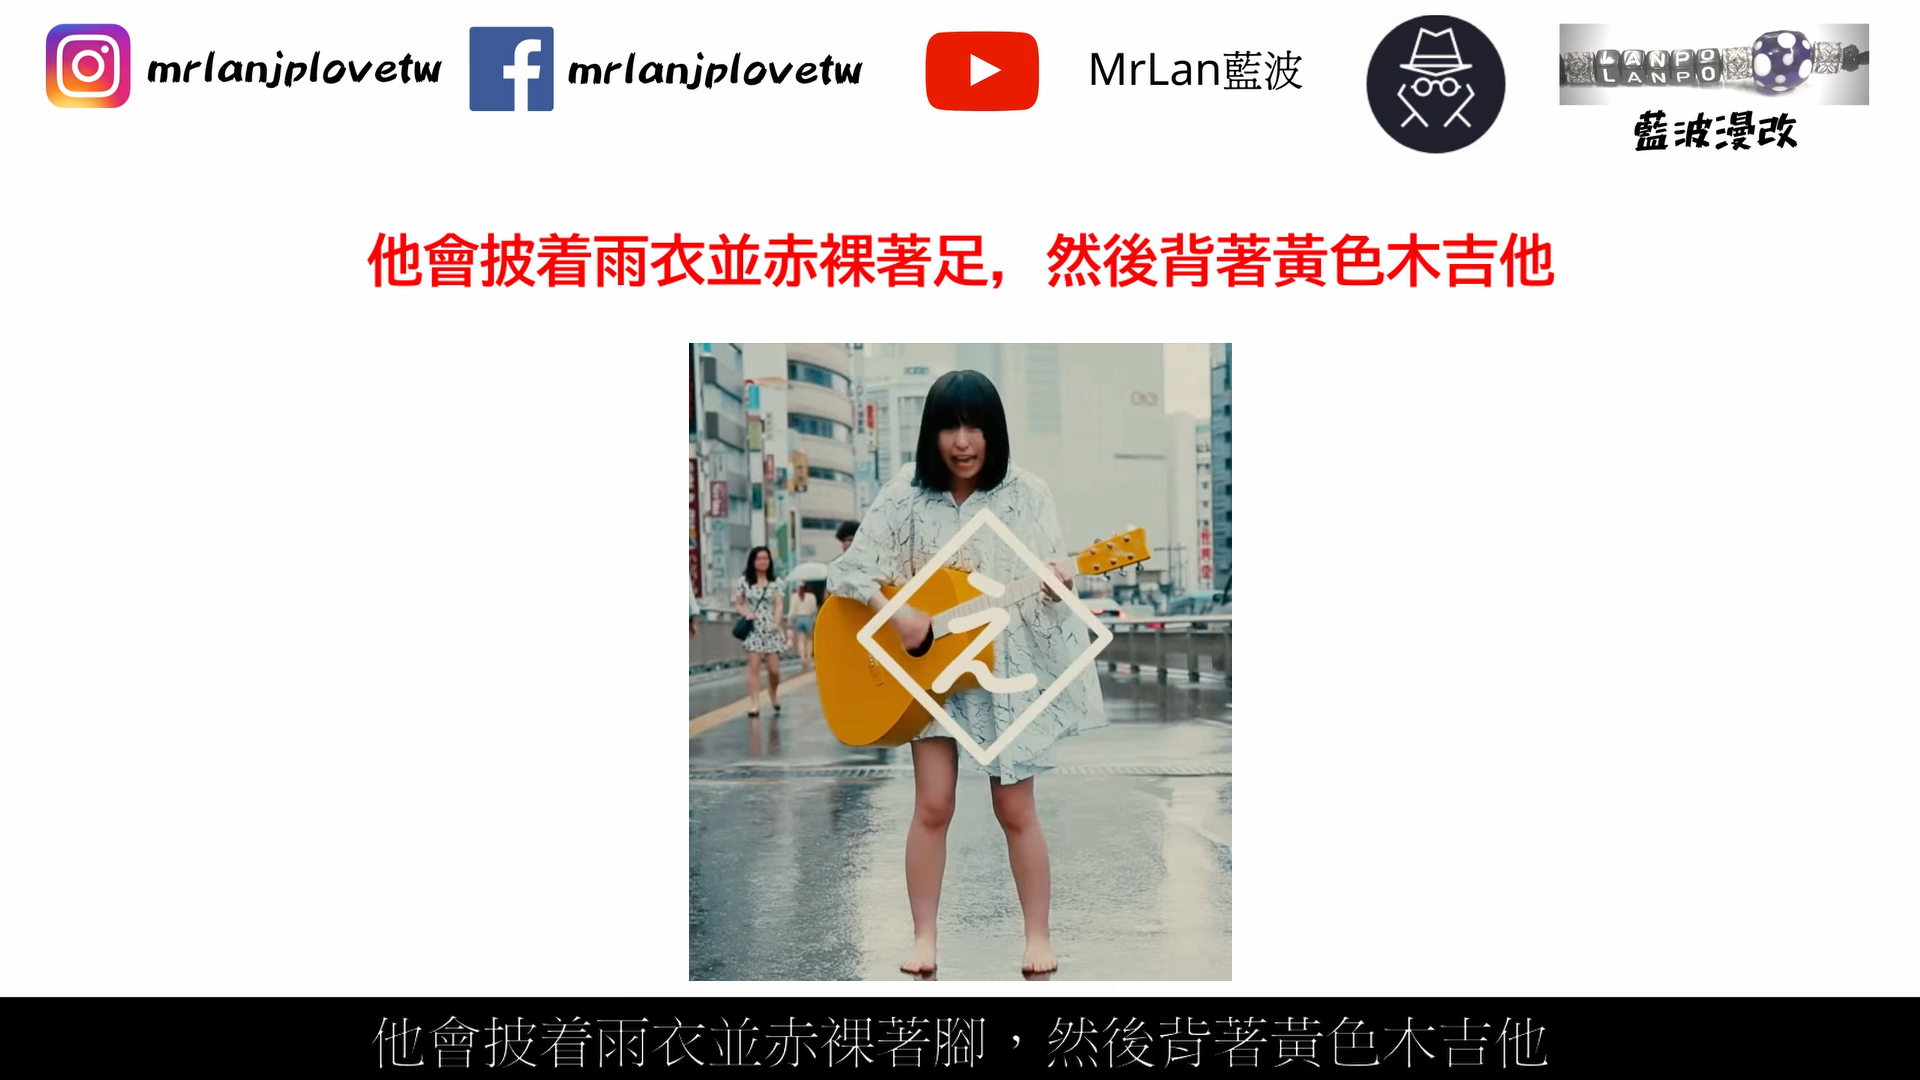 mrlanjplovetw
mrlanjplovetw
MrLan藍波
LANPO
LANPO
藍波漫改
他會披着雨衣並赤裸著足，然後背著黃色木吉他
OIOI
え
他會披着雨衣並赤裸著腳，然後背著黃色木吉他